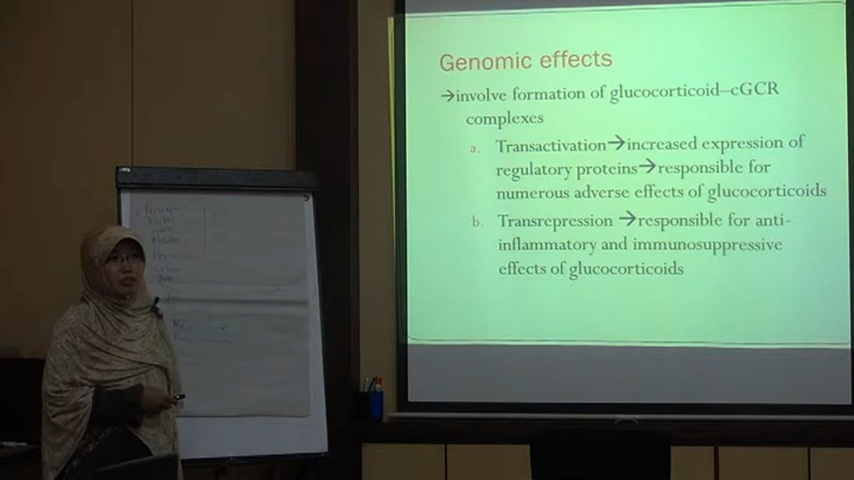 Genomic effects
→involve formation of glucocorticoid–cGCR
complexes
a. Transactivation→increased expression of
regulatory proteins→responsible for
numerous adverse effects of glucocorticoids
b. Transrepression →responsible for anti-
inflammatory and immunosuppressive
effects of glucocorticoids